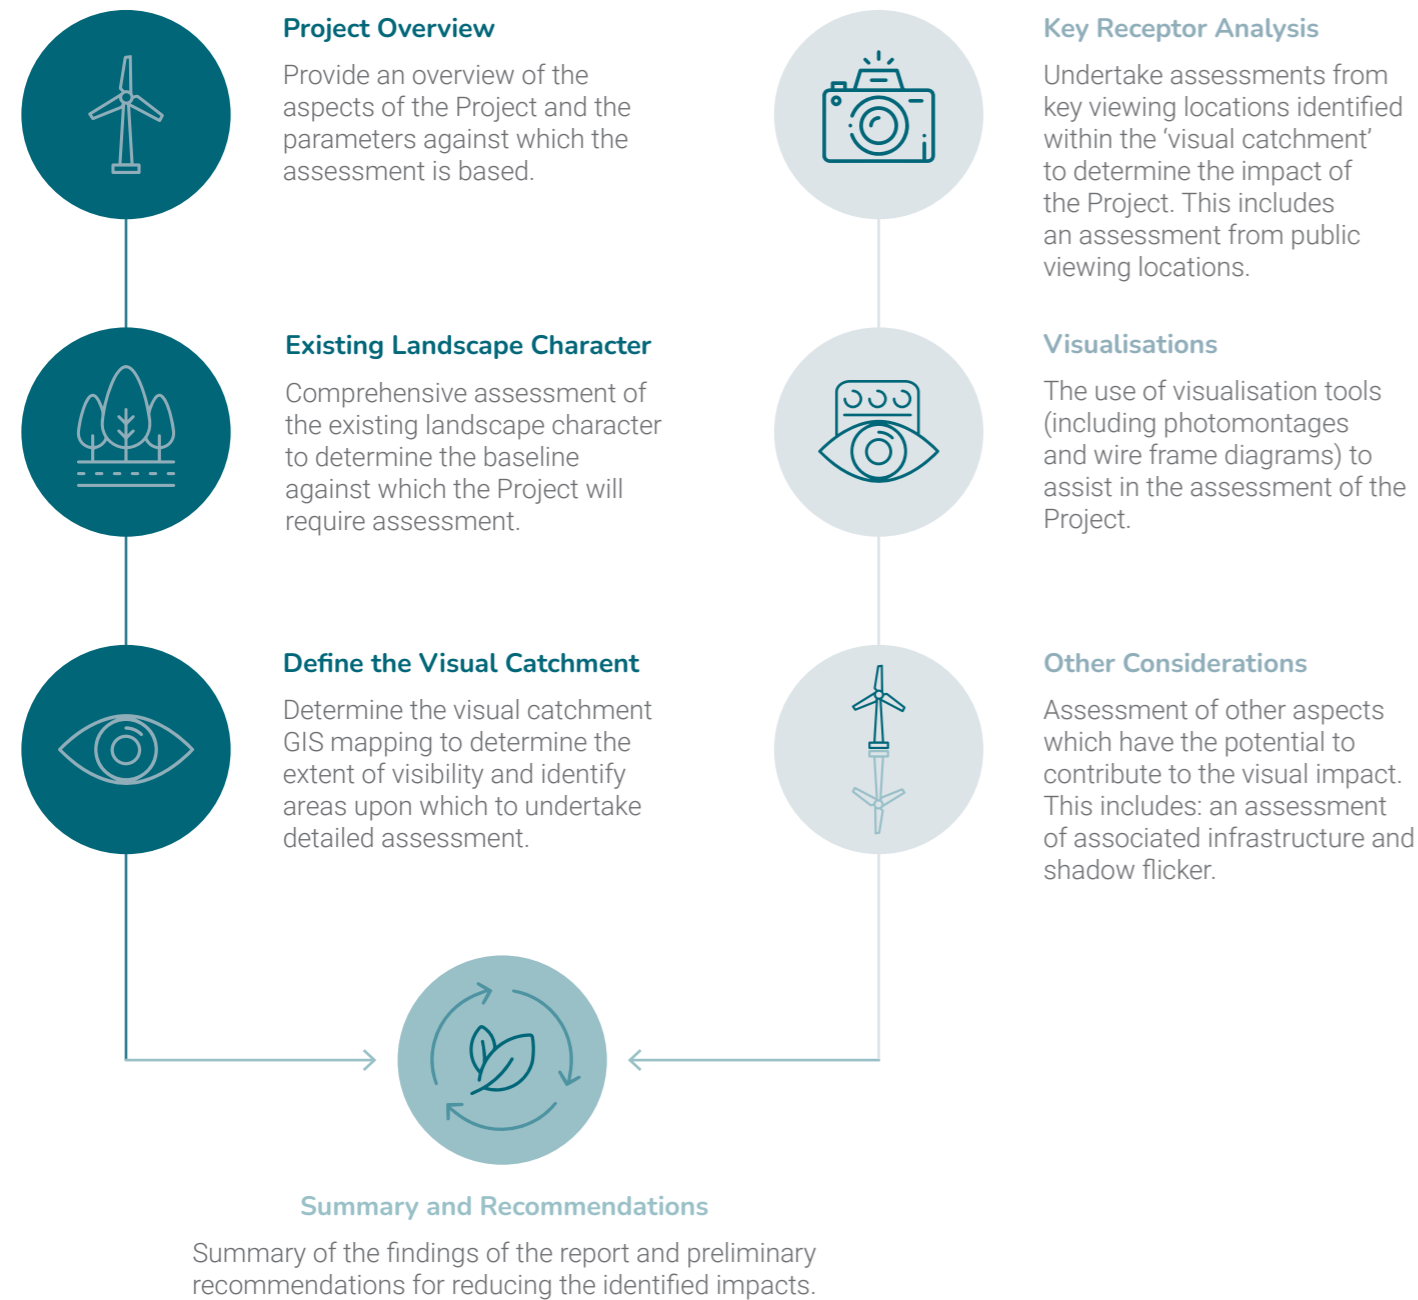 Project Overview
Provide an overview of the
aspects of the Project and the
parameters against which the
assessment is based.
Existing Landscape Character
Comprehensive assessment of
the existing landscape character
to determine the baseline
against which the Project will
require assessment.
Define the Visual Catchment
Determine the visual catchment
GIS mapping to determine the
extent of visibility and identify
areas upon which to undertake
detailed assessment.
Key Receptor Analysis
Undertake assessments from
key viewing locations identified
within the ‘visual catchment’
to determine the impact of
the Project. This includes
an assessment from public
viewing locations.
Visualisations
The use of visualisation tools
(including photomontages
and wire frame diagrams) to
assist in the assessment of the
Project.
Other Considerations
Assessment of other aspects
which have the potential to
contribute to the visual impact.
This includes: an assessment
of associated infrastructure and
shadow flicker.
Summary and Recommendations
Summary of the findings of the report and preliminary
recommendations for reducing the identified impacts.